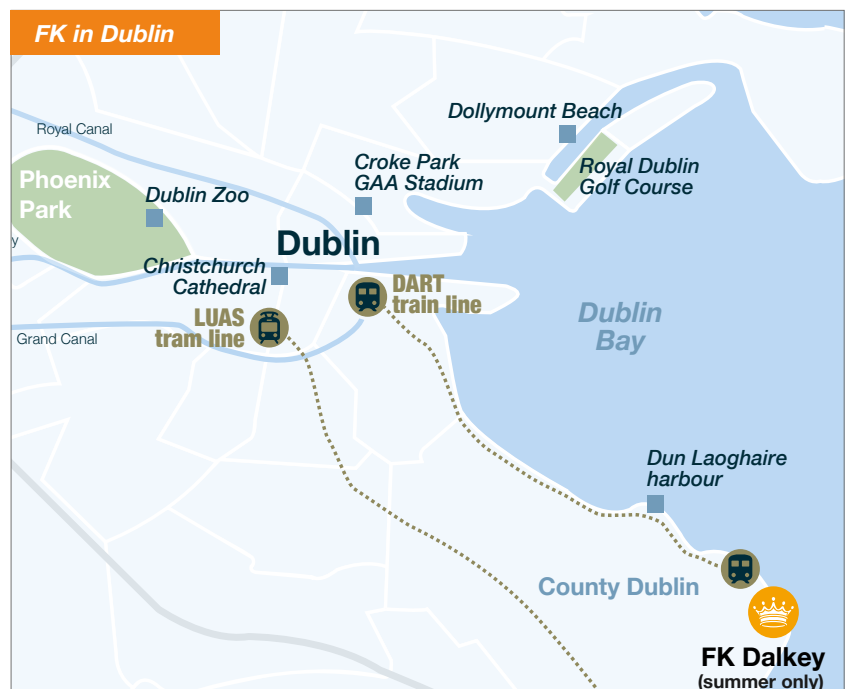 FK in Dublin
Dollymount Beach
Royal Canal
Croke Park
GAA Stadium
Royal Dublin
Golf Course
Phoenix
Park
Dublin Zoo
y
Dublin
Christchurch
Cathedral
DART
train line
LUAS
tram line
Dublin
Bay
Grand Canal
Dun Laoghaire
harbour
County Dublin
FK Dalkey
(summer only)